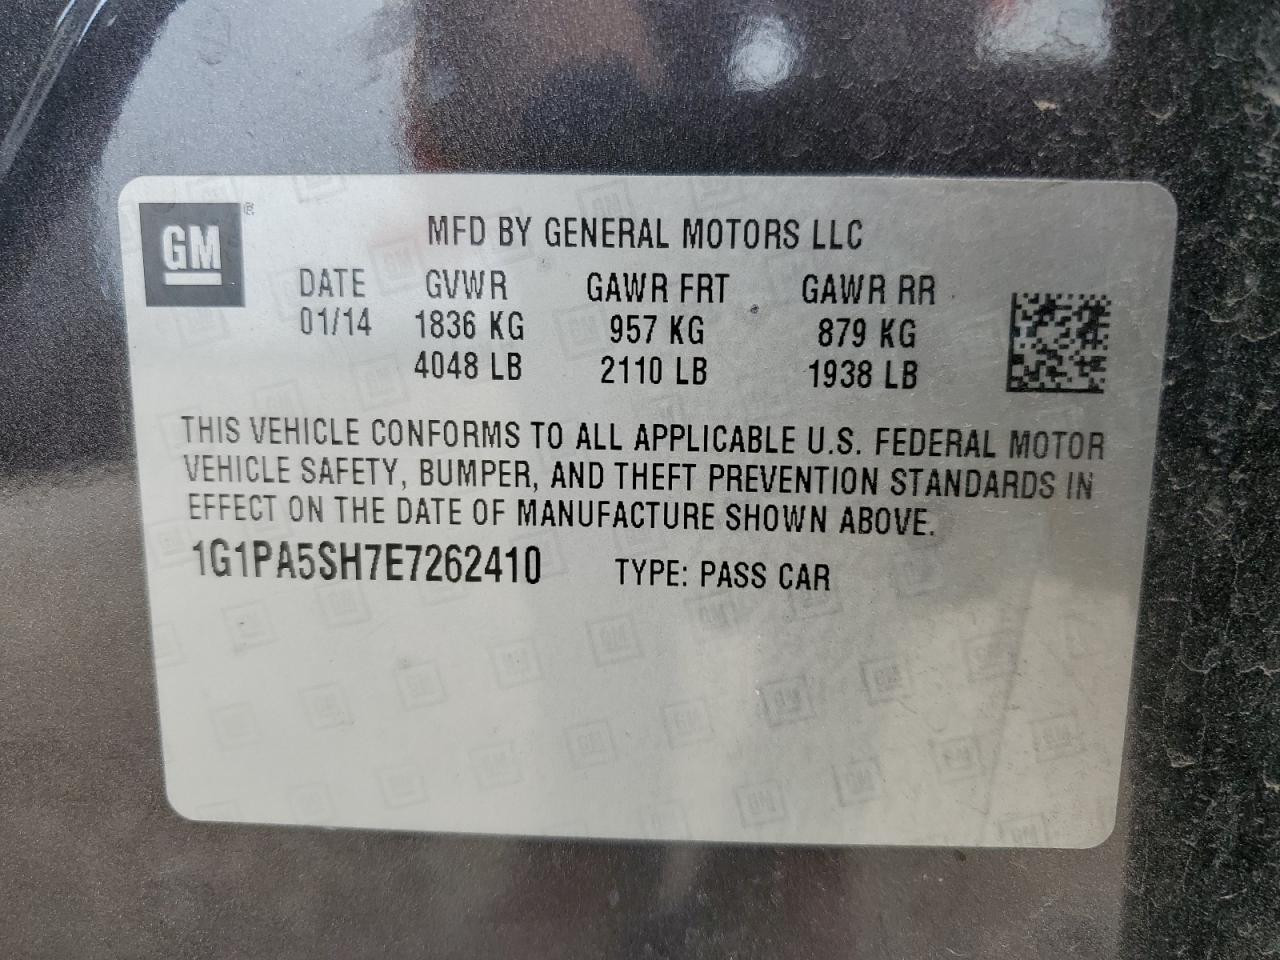 GM ®
MFD BY GENERAL MOTORS LLC
DATE GVWR GAWR FRT GAWR RR
01/14 1836 KG 957 KG 879 KG
4048 LB 2110 LB 1938 LB
THIS VEHICLE CONFORMS TO ALL APPLICABLE U.S. FEDERAL MOTOR
VEHICLE SAFETY, BUMPER, AND THEFT PREVENTION STANDARDS IN
EFFECT ON THE DATE OF MANUFACTURE SHOWN ABOVE.
1G1PA5SH7E7262410 TYPE: PASS CAR